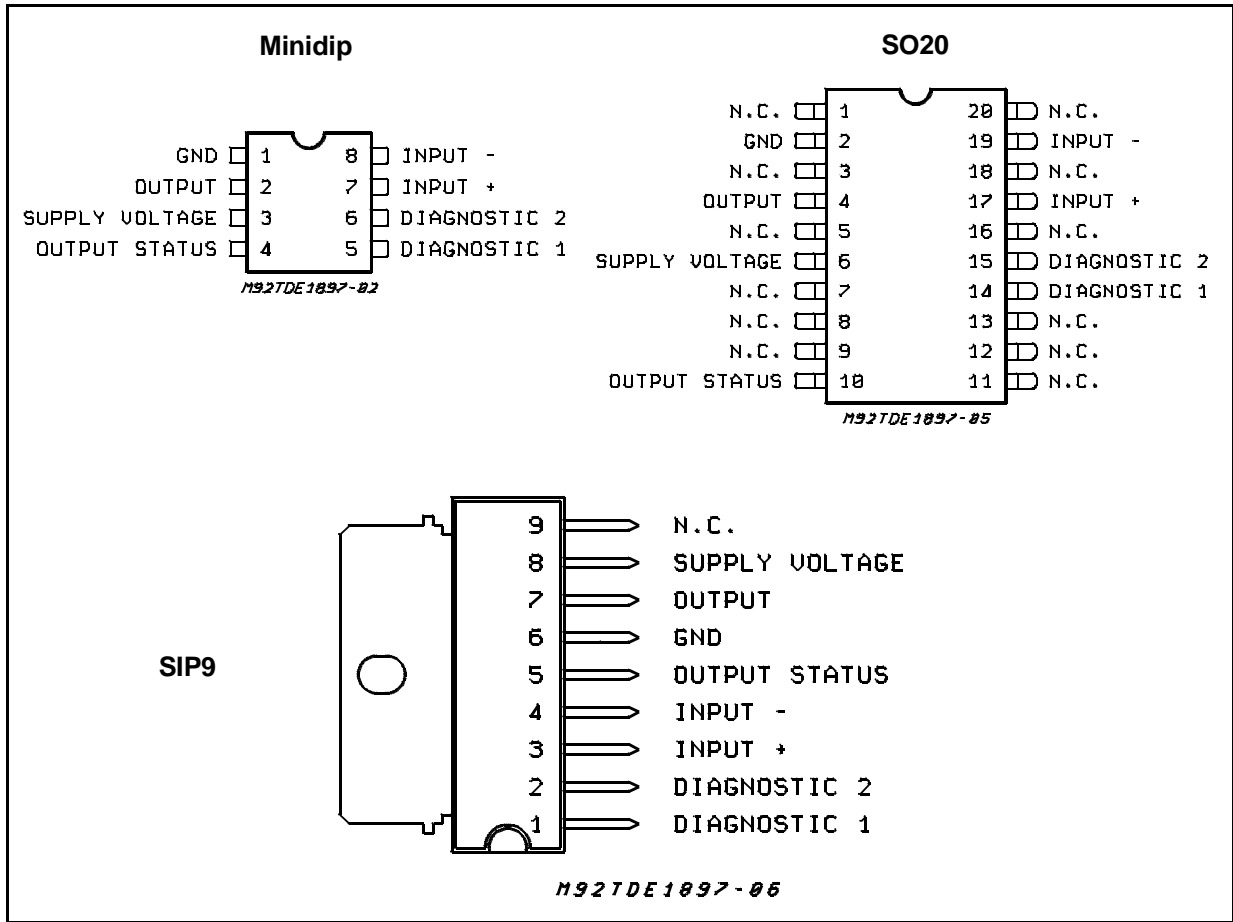 Minidip
GND 1 8 INPUT -
OUTPUT 2 7 INPUT +
SUPPLY VOLTAGE 3 6 DIAGNOSTIC 2
OUTPUT STATUS 4 5 DIAGNOSTIC 1
M92TDE1897-02
SO20
N.C. 1 20 N.C.
GND 2 19 INPUT -
N.C. 3 18 N.C.
OUTPUT 4 17 INPUT +
N.C. 5 16 N.C.
SUPPLY VOLTAGE 6 15 DIAGNOSTIC 2
N.C. 7 14 DIAGNOSTIC 1
N.C. 8 13 N.C.
N.C. 9 12 N.C.
OUTPUT STATUS 10 11 N.C.
M92TDE1897-05
SIP9
9 N.C.
8 SUPPLY VOLTAGE
7 OUTPUT
6 GND
5 OUTPUT STATUS
4 INPUT -
3 INPUT +
2 DIAGNOSTIC 2
1 DIAGNOSTIC 1
M92TDE1897-06